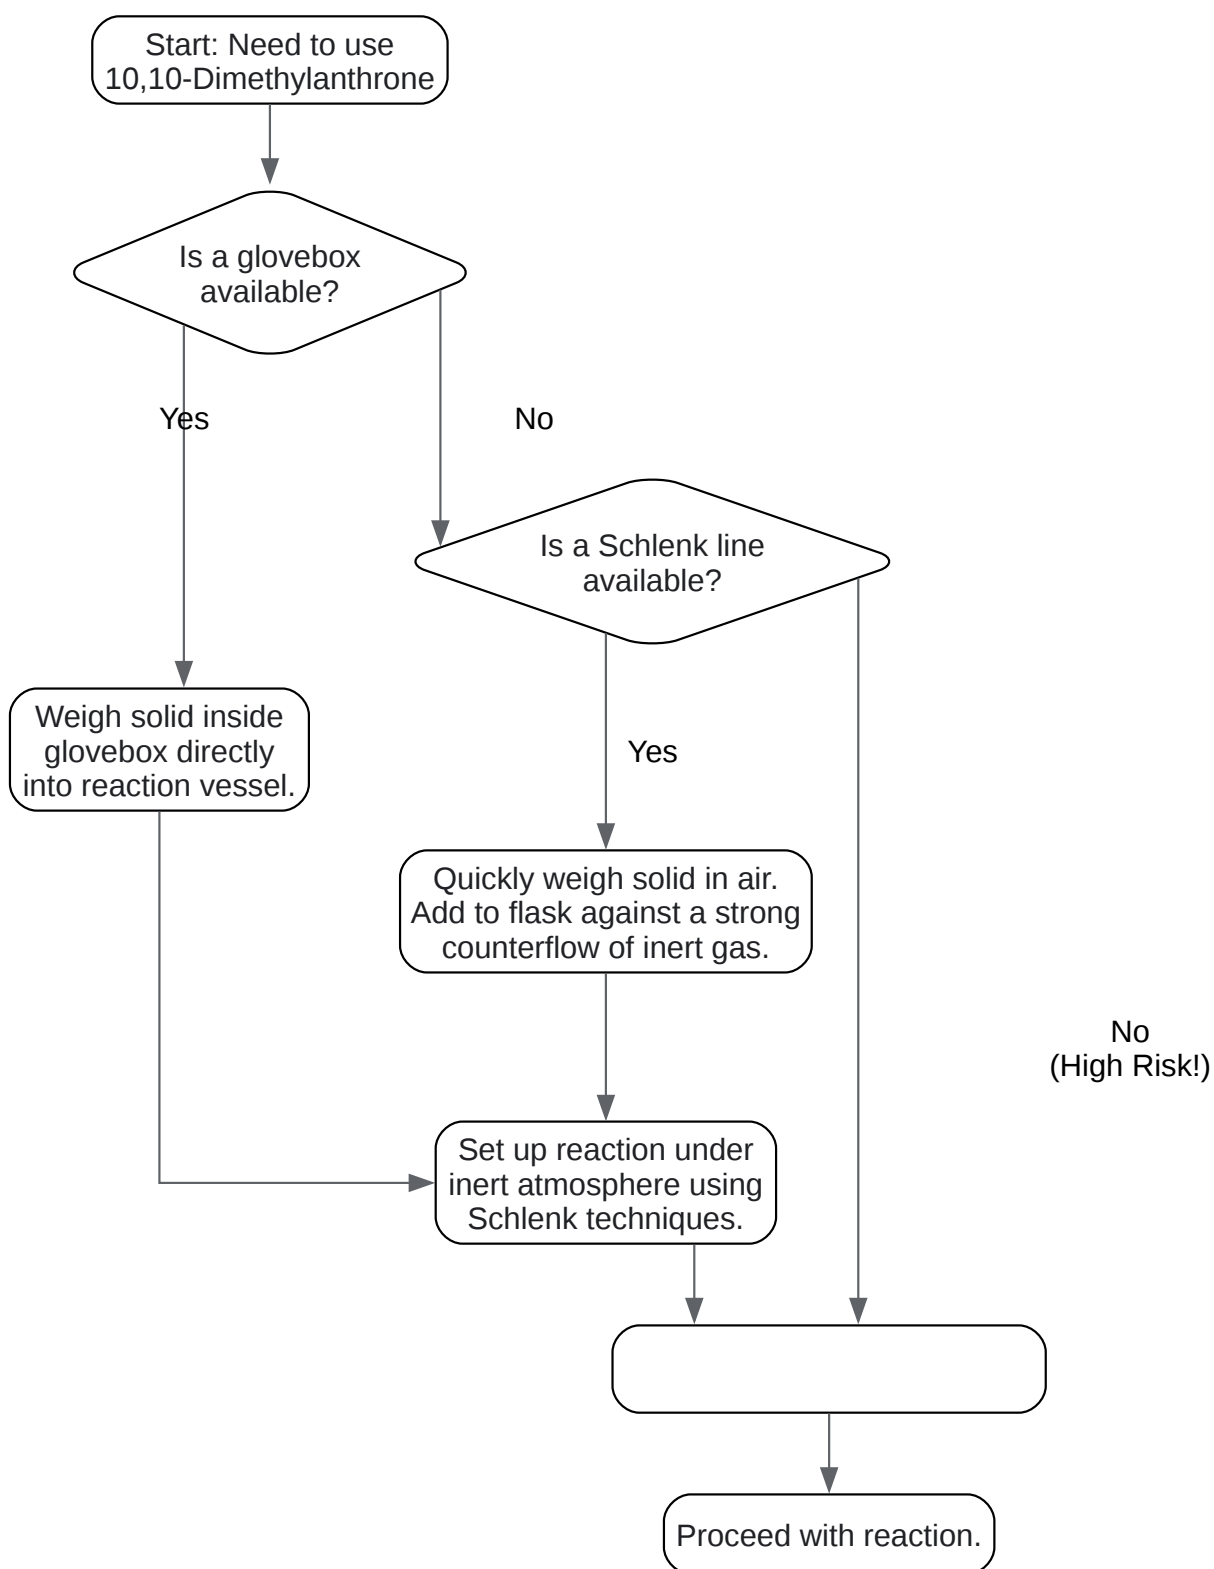 Start: Need to use
10,10-Dimethylanthrone
Is a glovebox
available?
Yes
No
Is a Schlenk line
available?
Weigh solid inside
glovebox directly
into reaction vessel.
Yes
Quickly weigh solid in air.
Add to flask against a strong
counterflow of inert gas.
No
(High Risk!)
Set up reaction under
inert atmosphere using
Schlenk techniques.
Proceed with reaction.